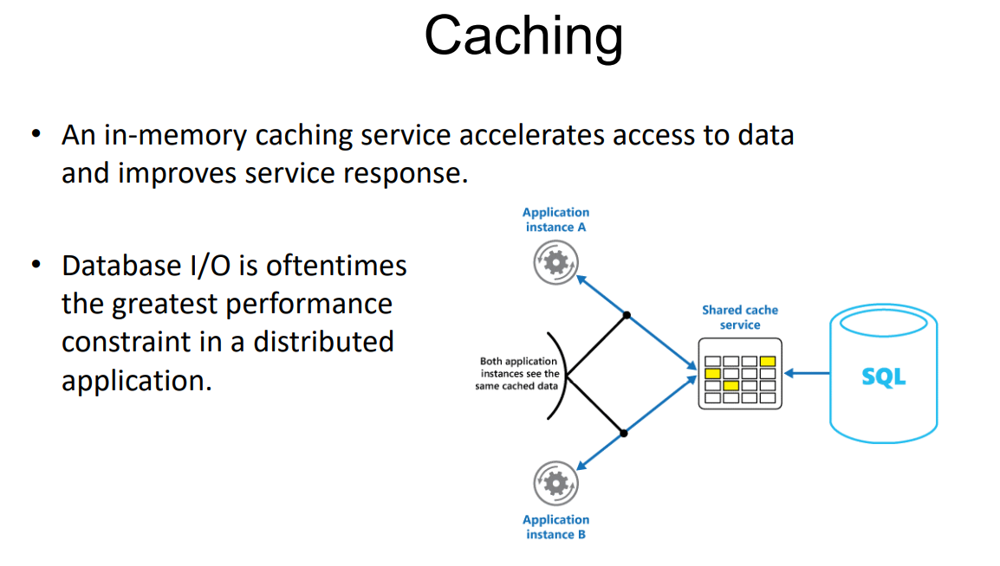 Caching
• An in-memory caching service accelerates access to data
and improves service response.
• Database I/O is oftentimes
the greatest performance
constraint in a distributed
application.
Application
instance A
Shared cache
service
Both application
instances see the
same cached data
SQL
Application
instance B